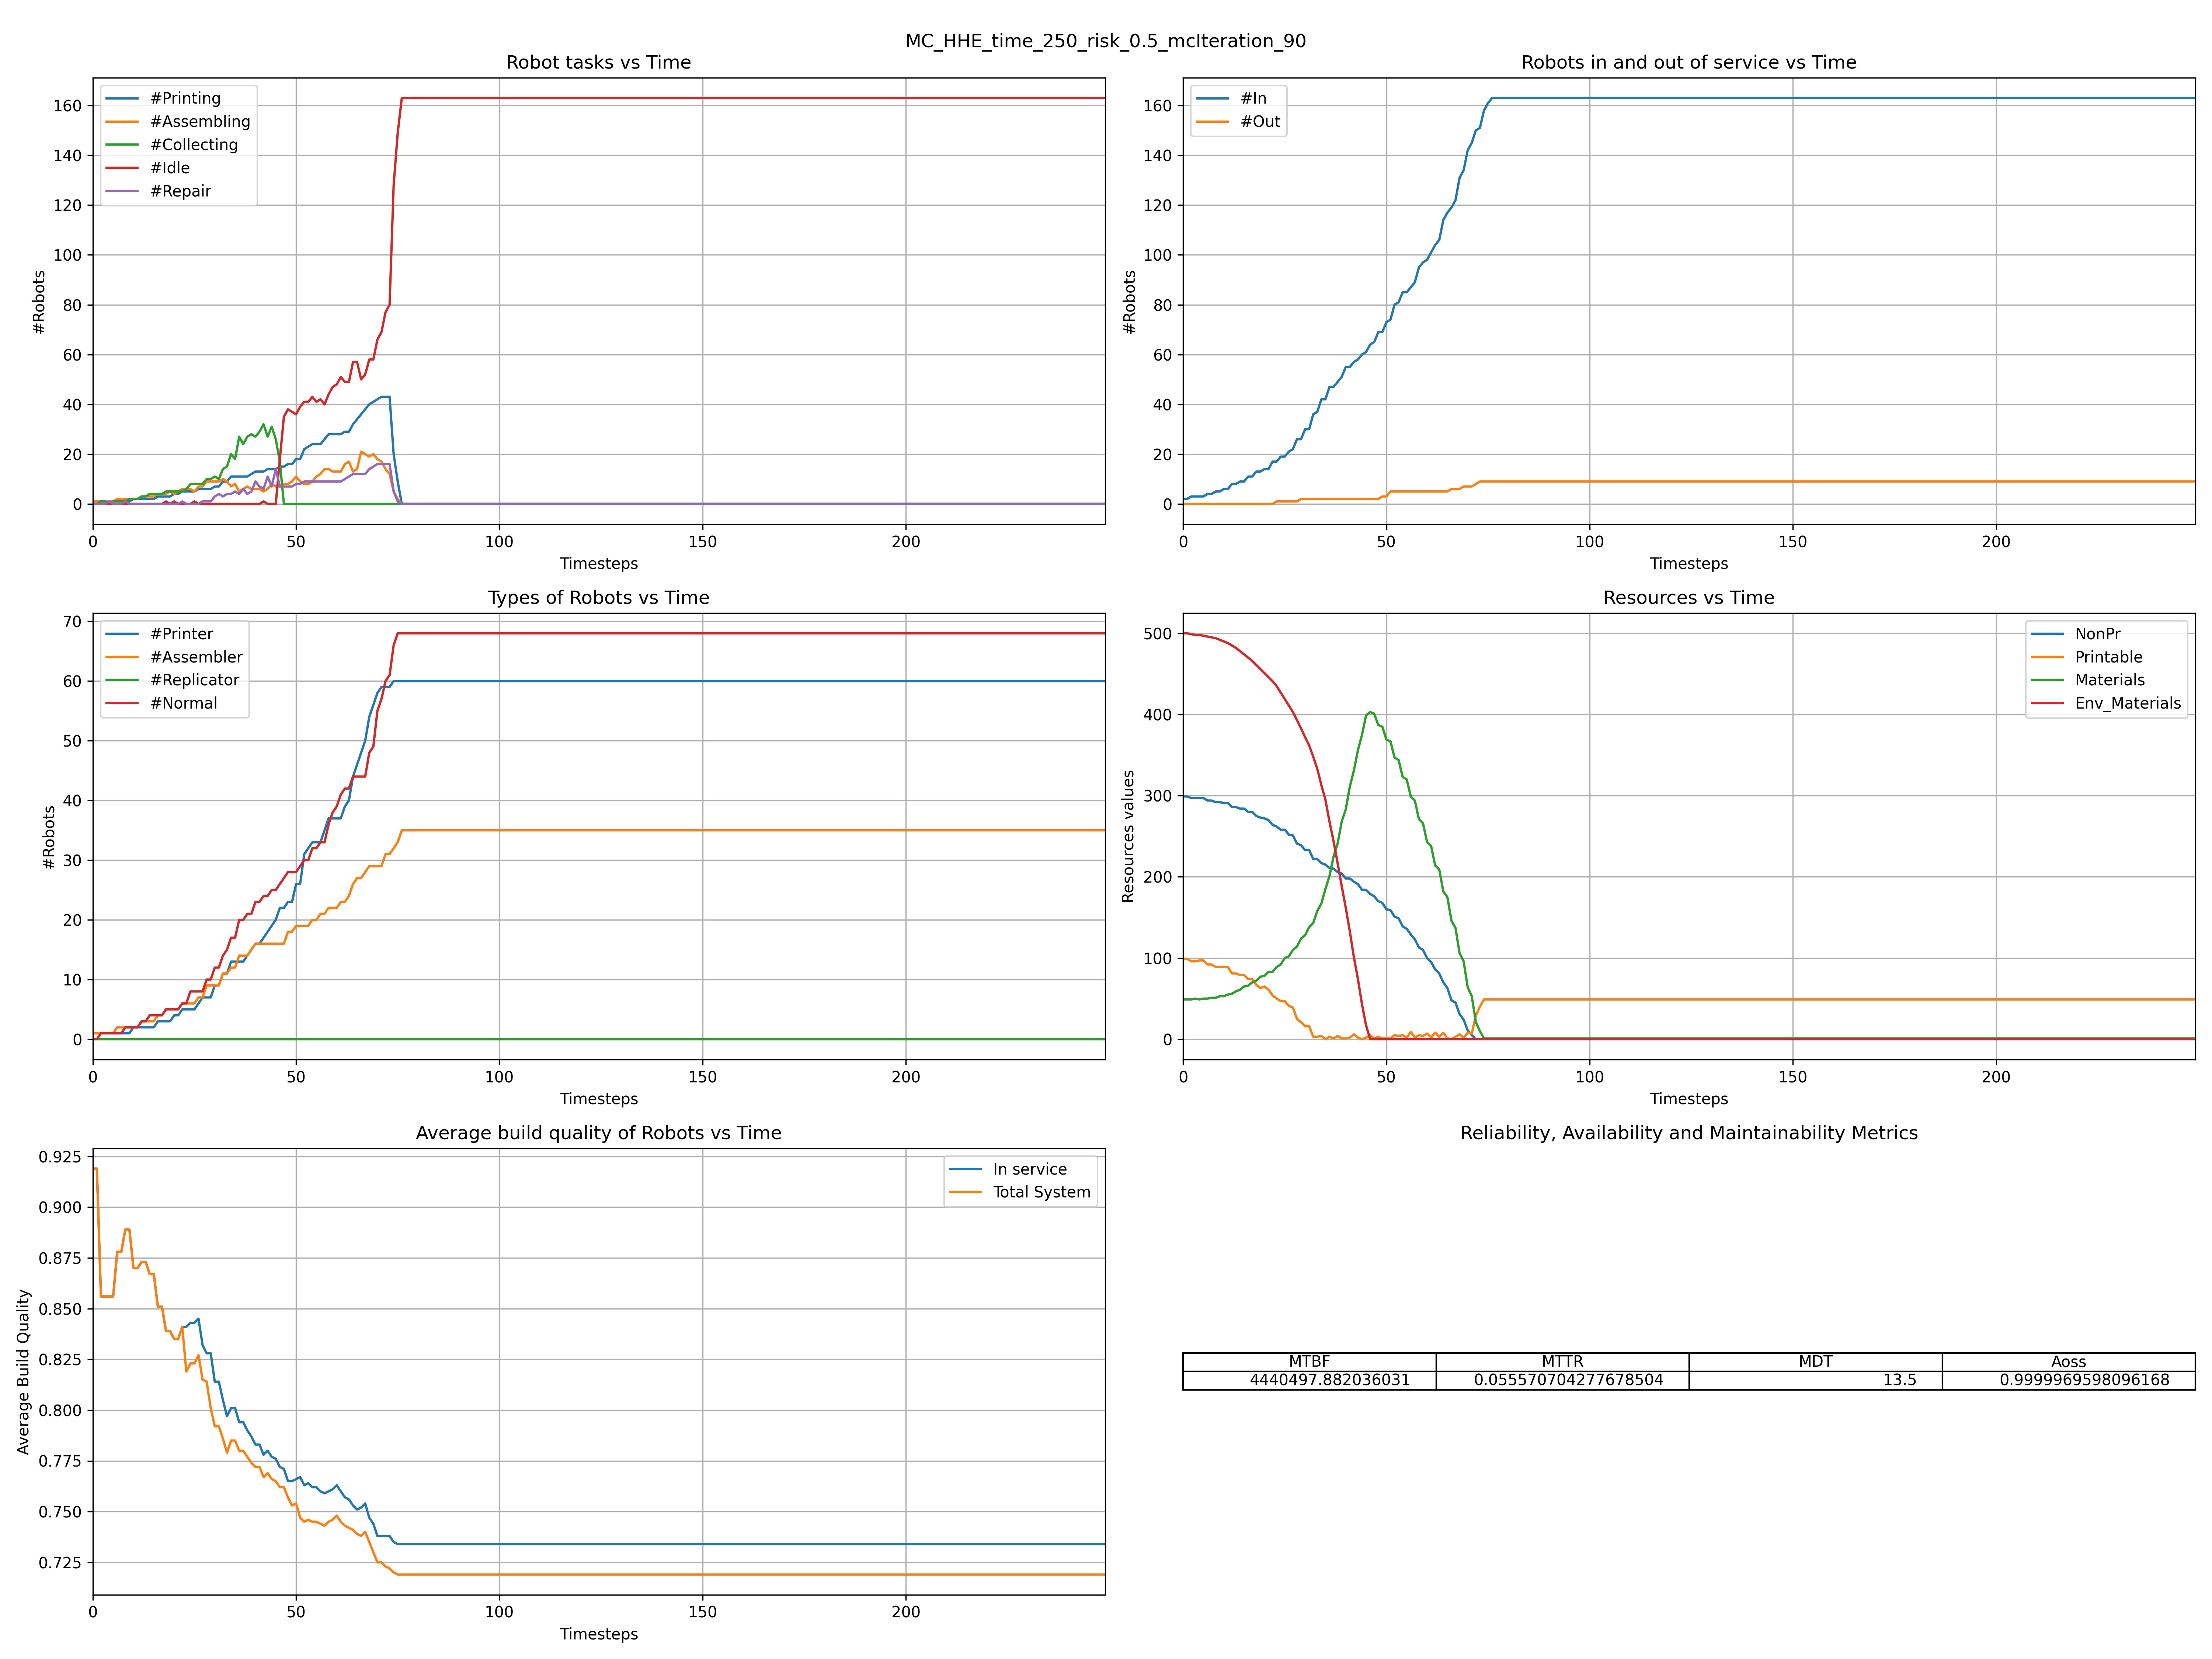 MC_HHE_time_250_risk_0.5_mcIteration_90
Robot tasks vs Time
#Printing
#Assembling
#Collecting
#Idle
#Repair
#Robots
160
140
120
100
80
60
40
20
0
0 50 100 150 200
Timesteps
Robots in and out of service vs Time
#In
#Out
#Robots
160
140
120
100
80
60
40
20
0
0 50 100 150 200
Timesteps
Types of Robots vs Time
#Printer
#Assembler
#Replicator
#Normal
#Robots
70
60
50
40
30
20
10
0
0 50 100 150 200
Timesteps
Resources vs Time
NonPr
Printable
Materials
Env_Materials
Resources values
500
400
300
200
100
0
0 50 100 150 200
Timesteps
Average build quality of Robots vs Time
In service
Total System
Average Build Quality
0.925
0.900
0.875
0.850
0.825
0.800
0.775
0.750
0.725
0 50 100 150 200
Timesteps
Reliability, Availability and Maintainability Metrics
MTBF MTTR MDT Aoss
4440497.882036031 0.055570704277678504 13.5 0.9999969598096168